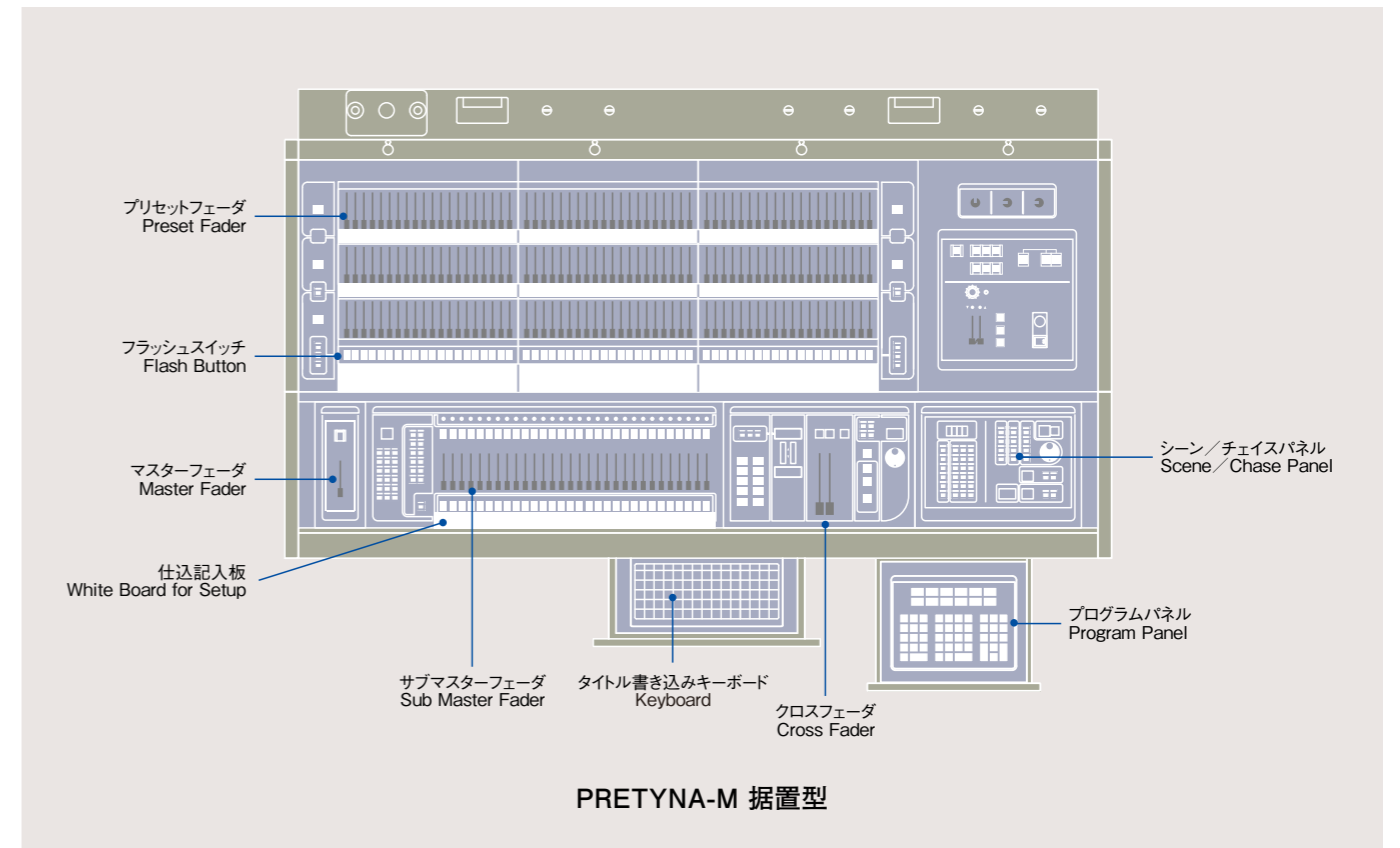 プリセットフェーダ
Preset Fader
フラッシュスイッチ
Flash Button
マスターフェーダ
Master Fader
シーン／チェイスパネル
Scene／Chase Panel
仕込記入板
White Board for Setup
プログラムパネル
Program Panel
サブマスターフェーダ
Sub Master Fader
タイトル書き込みキーボード
Keyboard
クロスフェーダ
Cross Fader
PRETYNA-M 据置型